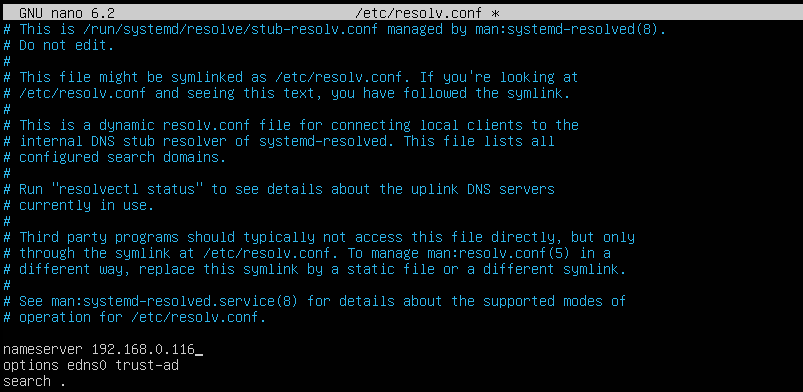 GNU nano 6.2 /etc/resolv.conf *
# This is /run/systemd/resolve/stub-resolv.conf managed by man:systemd-resolved(8).
# Do not edit.
#
# This file might be symlinked as /etc/resolv.conf. If you're looking at
# /etc/resolv.conf and seeing this text, you have followed the symlink.
#
# This is a dynamic resolv.conf file for connecting local clients to the
# internal DNS stub resolver of systemd-resolved. This file lists all
# configured search domains.
#
# Run "resolvectl status" to see details about the uplink DNS servers
# currently in use.
#
# Third party programs should typically not access this file directly, but only
# through the symlink at /etc/resolv.conf. To manage man:resolv.conf(5) in a
# different way, replace this symlink by a static file or a different symlink.
#
# See man:systemd-resolved.service(8) for details about the supported modes of
# operation for /etc/resolv.conf.
nameserver 192.168.0.116_
options edns0 trust-ad
search .